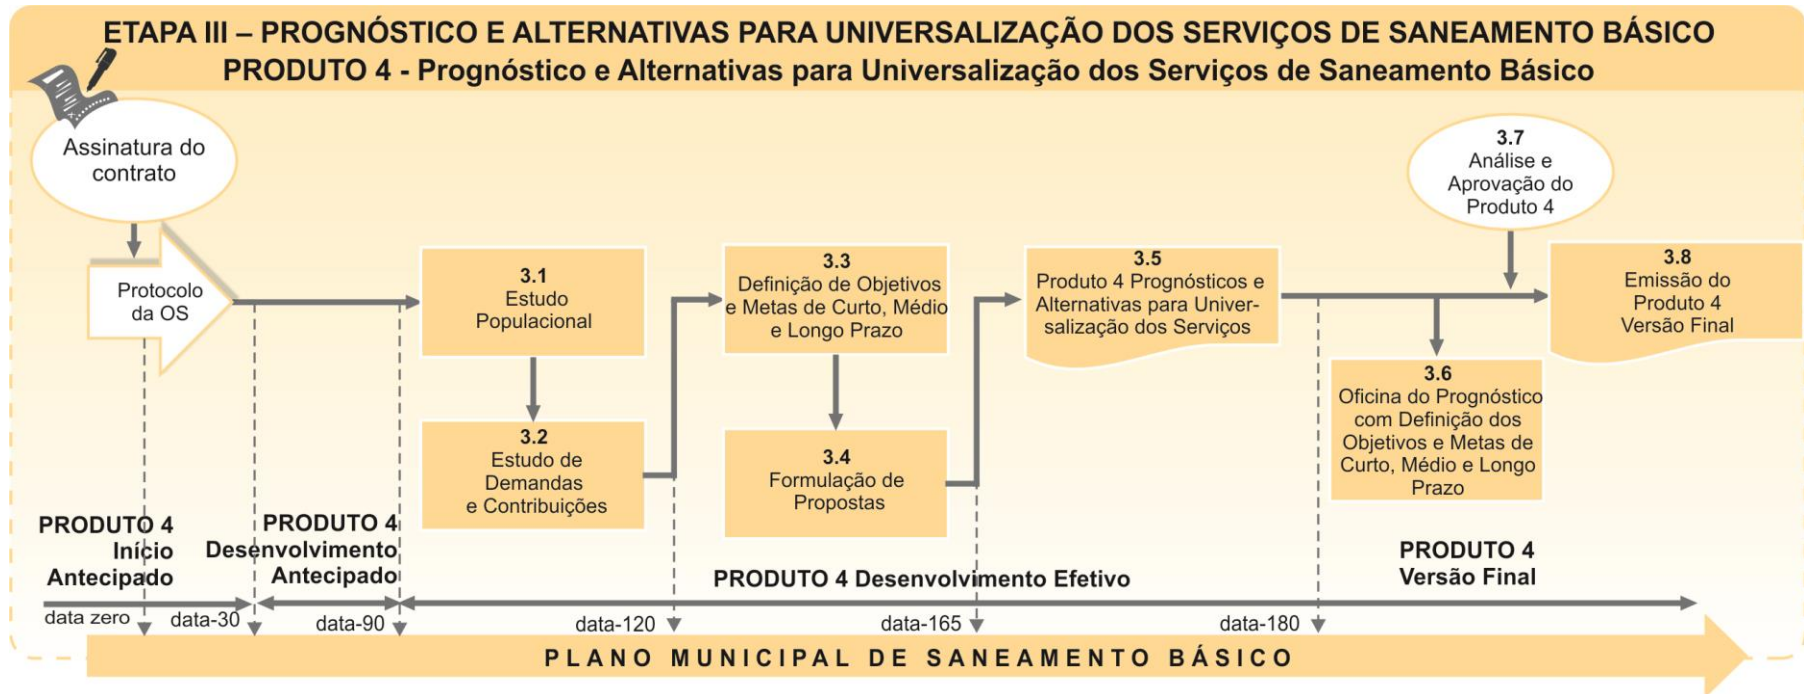 ETAPA III – PROGNÓSTICO E ALTERNATIVAS PARA UNIVERSALIZAÇÃO DOS SERVIÇOS DE SANEAMENTO BÁSICO
PRODUTO 4 - Prognóstico e Alternativas para Universalização dos Serviços de Saneamento Básico
Assinatura do
contrato
Protocolo
da OS
3.1
Estudo
Populacional
3.2
Estudo de
Demandas
e Contribuições
3.3
Definição de Objetivos
e Metas de Curto, Médio
e Longo Prazo
3.4
Formulação de
Propostas
3.5
Produto 4 Prognósticos e
Alternativas para Univer-
salização dos Serviços
3.6
Oficina do Prognóstico
com Definição dos
Objetivos e Metas de
Curto, Médio e Longo
Prazo
3.7
Análise e
Aprovação do
Produto 4
3.8
Emissão do
Produto 4
Versão Final
PRODUTO 4
Início
Antecipado
PRODUTO 4
Desenvolvimento
Antecipado
PRODUTO 4 Desenvolvimento Efetivo
PRODUTO 4
Versão Final
data zero
data-30
data-90
data-120
data-165
data-180
PLANO MUNICIPAL DE SANEAMENTO BÁSICO